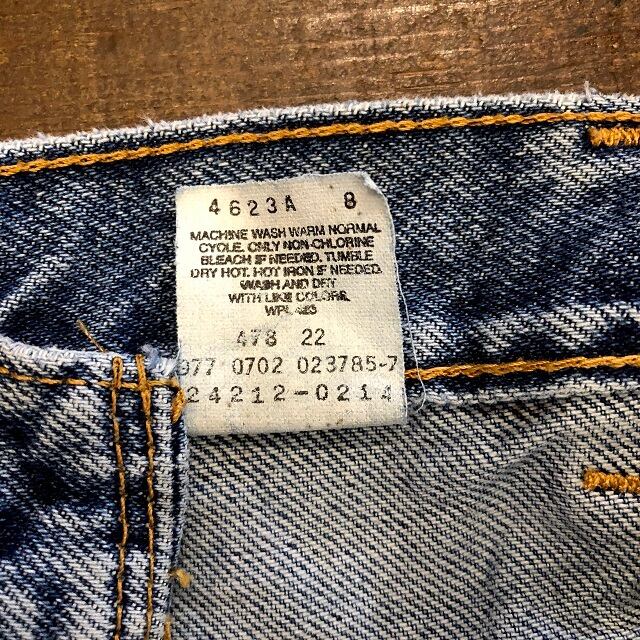 4623A 8
MACHINE WASH WARM NORMAL
CYCLE. ONLY NON-CHLORINE
BLEACH IF NEEDED. TUMBLE
DRY HOT. HOT IRON IF NEEDED.
WASH AND DRY
WITH LIKE COLORS.
WPL 423
478 22
977 0702 023785-7
24212-0214